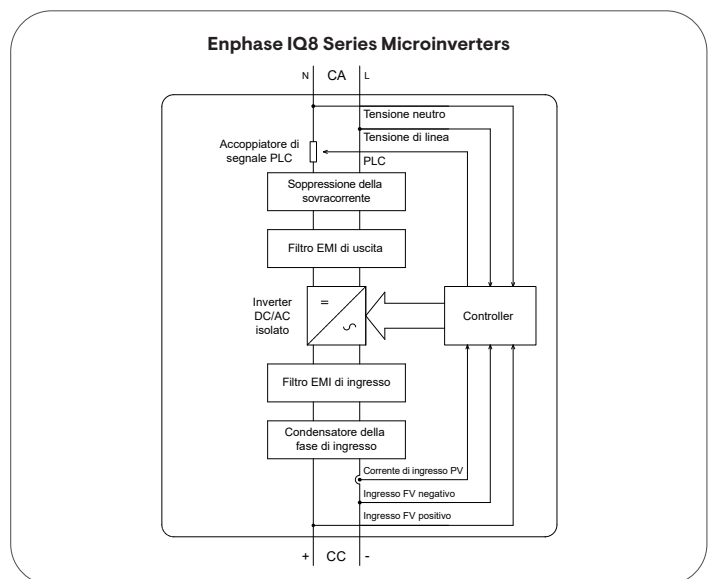 Enphase IQ8 Series Microinverters
N CA L
Tensione neutro
Tensione di linea
Accoppiatore di
segnale PLC
PLC
Soppressione della
sovracorrente
Filtro EMI di uscita
Inverter
DC/AC
isolato
=
Controller
Filtro EMI di ingresso
Condensatore della
fase di ingresso
Corrente di ingresso PV
Ingresso FV negativo
Ingresso FV positivo
+ CC -